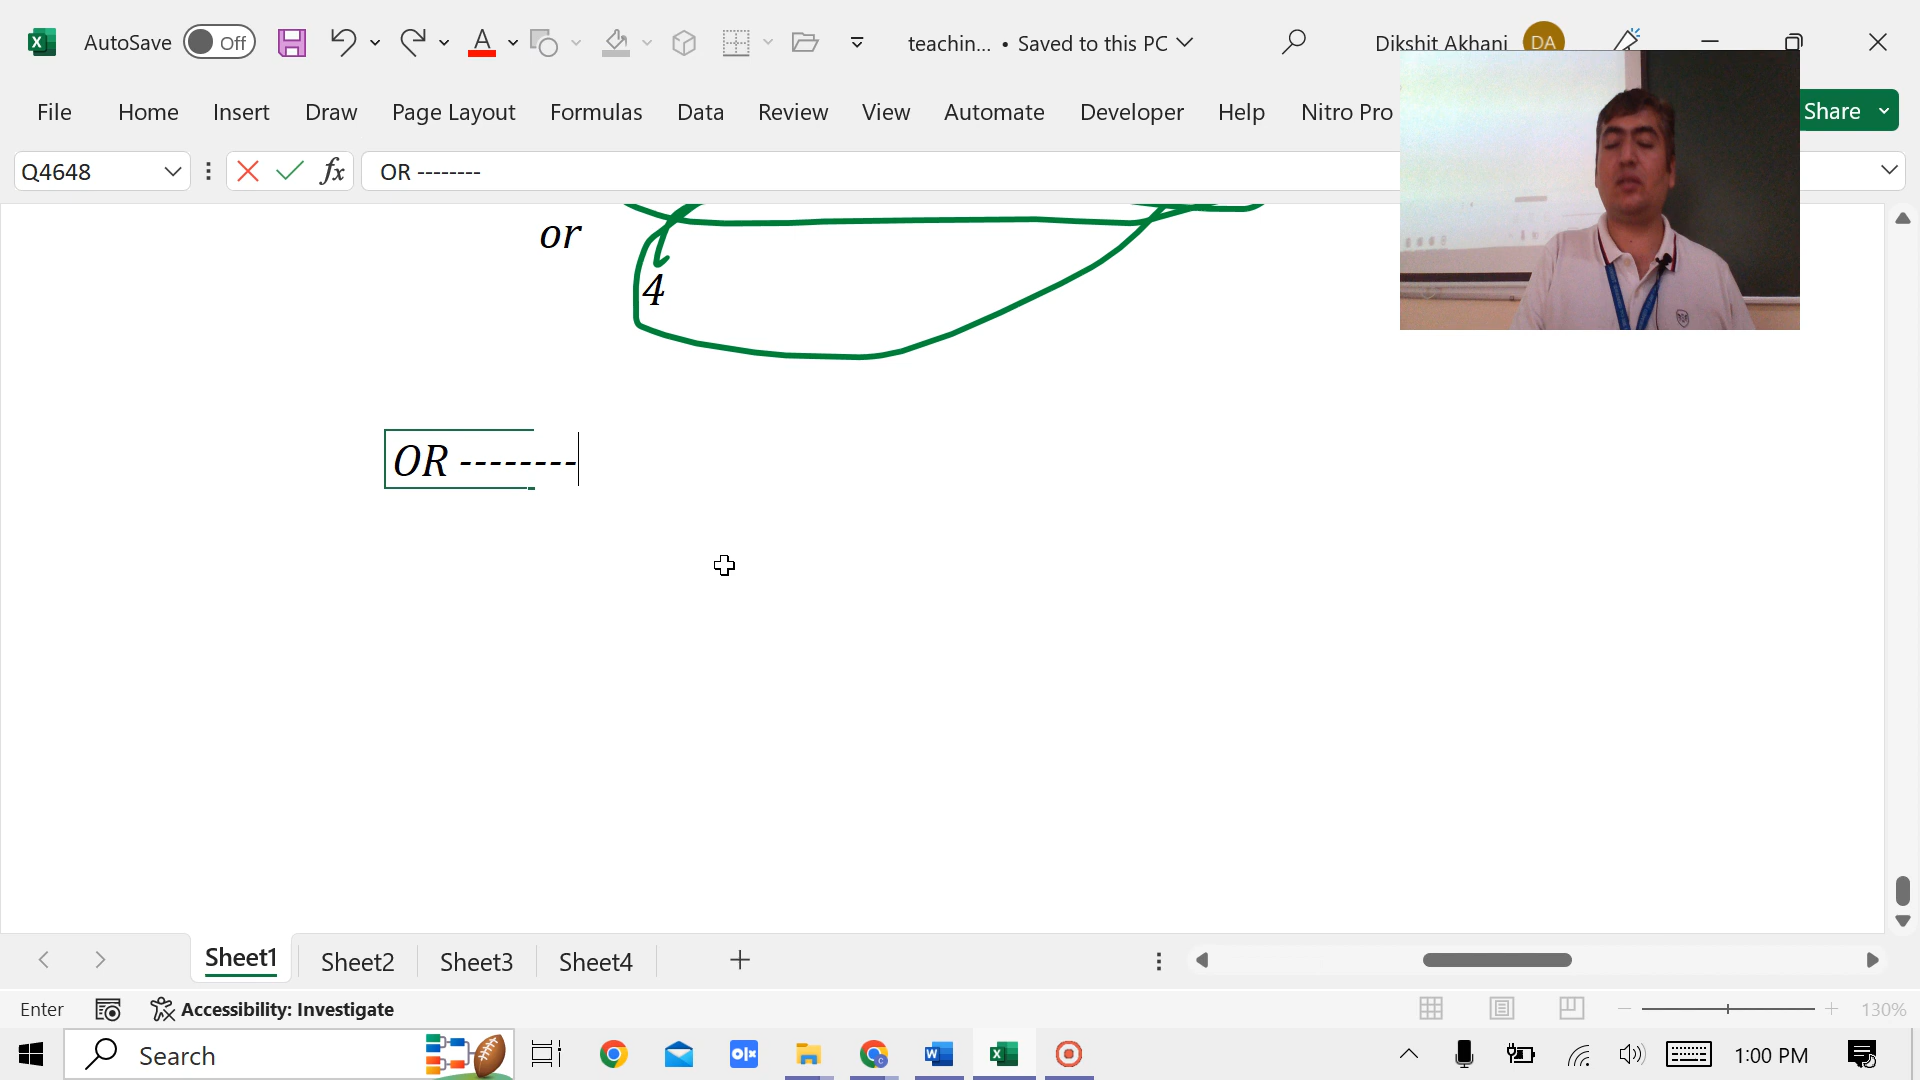 AutoSave Off teachin... • Saved to this PC Dikshit Akhani DA
File Home Insert Draw Page Layout Formulas Data Review View Automate Developer Help Nitro Pro Share
Q4648 fx OR --------
or
4
OR --------
Sheet1 Sheet2 Sheet3 Sheet4
Enter Accessibility: Investigate 130%
Search 1:00 PM